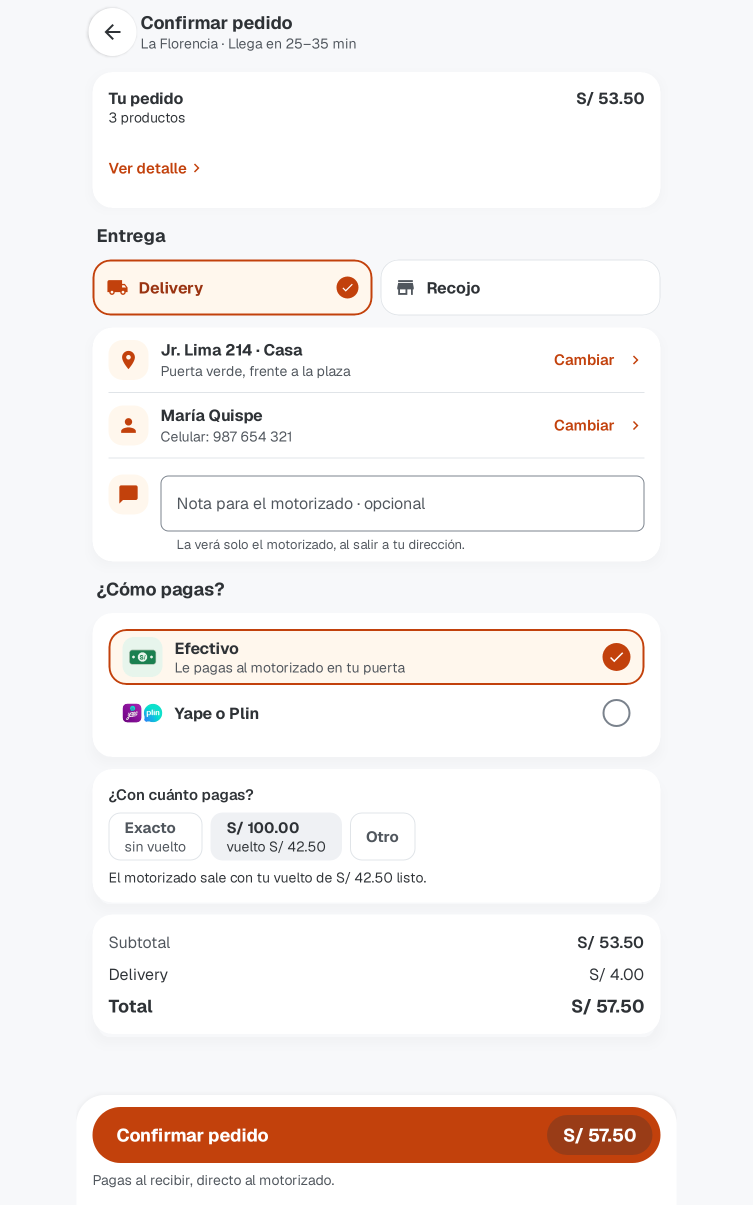 Confirmar pedido
La Florencia · Llega en 25–35 min
Tu pedido
S/ 53.50
3 productos
Ver detalle
Entrega
Delivery
Recojo
Jr. Lima 214 · Casa
Puerta verde, frente a la plaza
Cambiar
María Quispe
Celular: 987 654 321
Cambiar
Nota para el motorizado · opcional
La verá solo el motorizado, al salir a tu dirección.
¿Cómo pagas?
S/
Efectivo
Le pagas al motorizado en tu puerta
yape
plin
Yape o Plin
¿Con cuánto pagas?
Exacto
sin vuelto
S/ 100.00
vuelto S/ 42.50
Otro
El motorizado sale con tu vuelto de S/ 42.50 listo.
Subtotal
S/ 53.50
Delivery
S/ 4.00
Total
S/ 57.50
Confirmar pedido
S/ 57.50
Pagas al recibir, directo al motorizado.